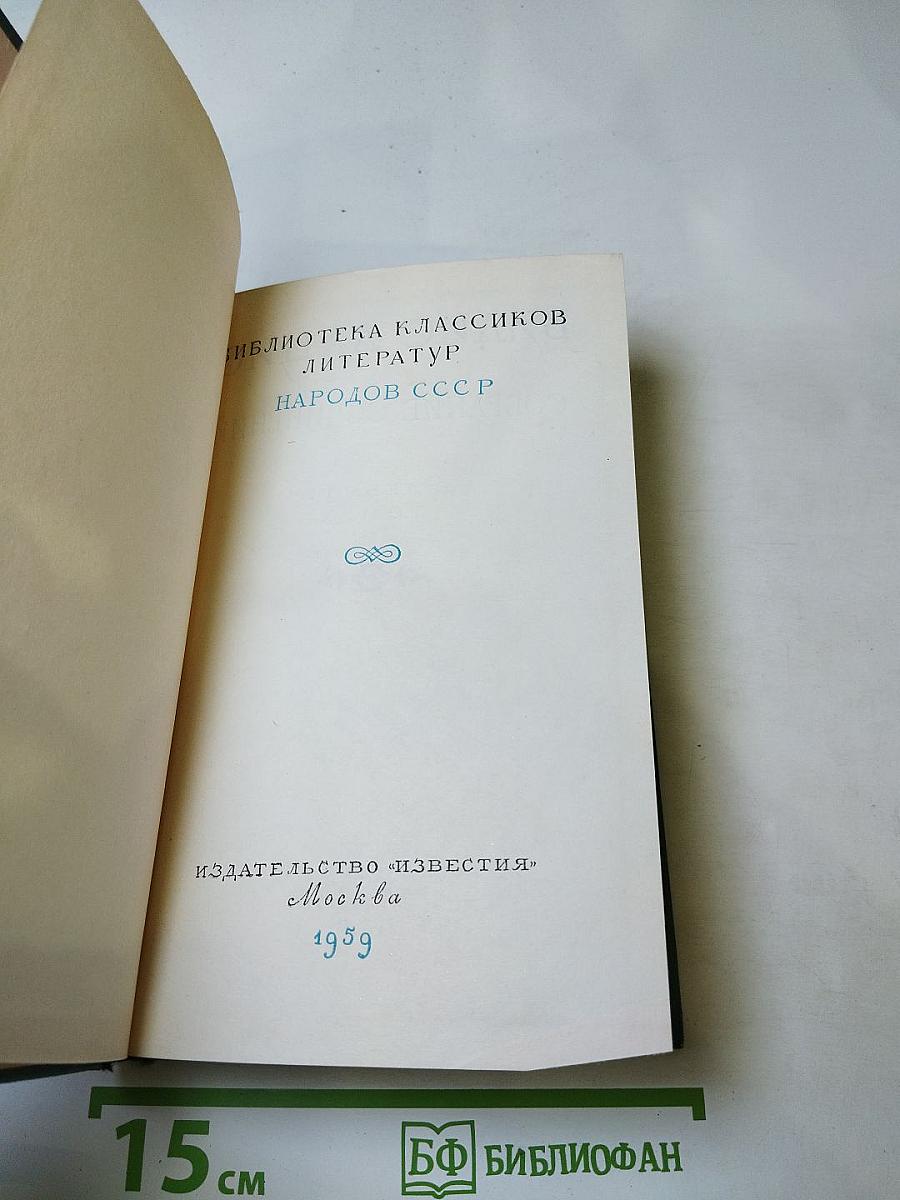 БИБЛИОТЕКА КЛАССИКОВ
ЛИТЕРАТУР
НАРОДОВ СССР
ИЗДАТЕЛЬСТВО «ИЗВЕСТИЯ»
Москва
1959
15 см
БФ БИБЛИОФАН